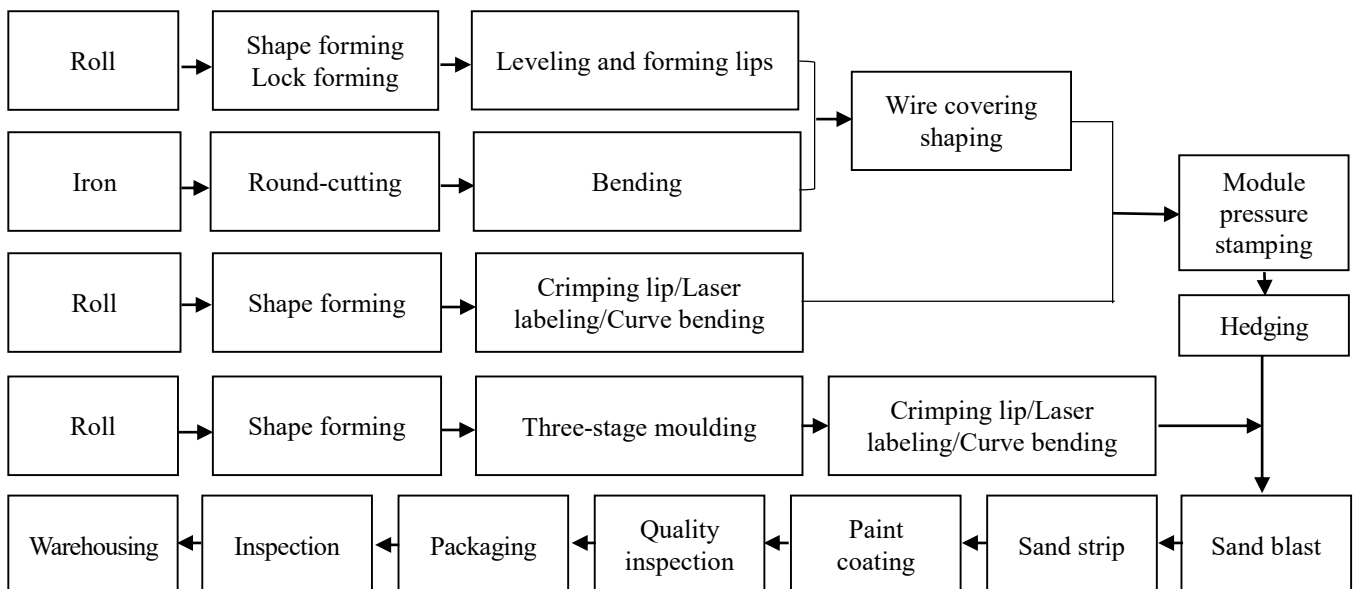 Roll
Shape forming
Lock forming
Leveling and forming lips
Wire covering
shaping
Iron
Round-cutting
Bending
Module
pressure
stamping
Roll
Shape forming
Crimping lip/Laser
labeling/Curve bending
Hedging
Roll
Shape forming
Three-stage moulding
Crimping lip/Laser
labeling/Curve bending
Warehousing
Inspection
Packaging
Quality
inspection
Paint
coating
Sand strip
Sand blast